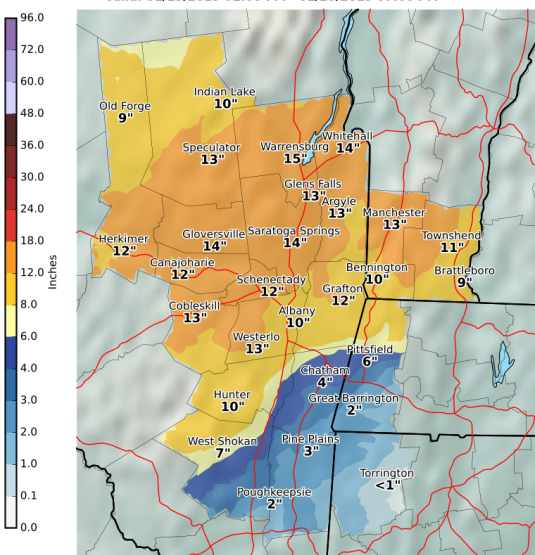 96.0
72.0
60.0
48.0
36.0
30.0
24.0
18.0
12.0
8.0
6.0
4.0
3.0
2.0
1.0
0.1
0.0
Inches
Old Forge
9"
Indian Lake
10"
Speculator
13"
Warrensburg
15"
Whitehall
14"
Glens Falls
13"
Argyle
13"
Manchester
13"
Herkimer
12"
Gloversville
14"
Saratoga Springs
14"
Townshend
11"
Canajoharie
12"
Schenectady
12"
Bennington
10"
Brattleboro
9"
Grafton
12"
Cobleskill
13"
Albany
10"
Westerlo
13"
Pittsfield
6"
Chatham
4"
Hunter
10"
Great Barrington
2"
West Shokan
7"
Pine Plains
3"
Torrington
<1"
Poughkeepsie
2"